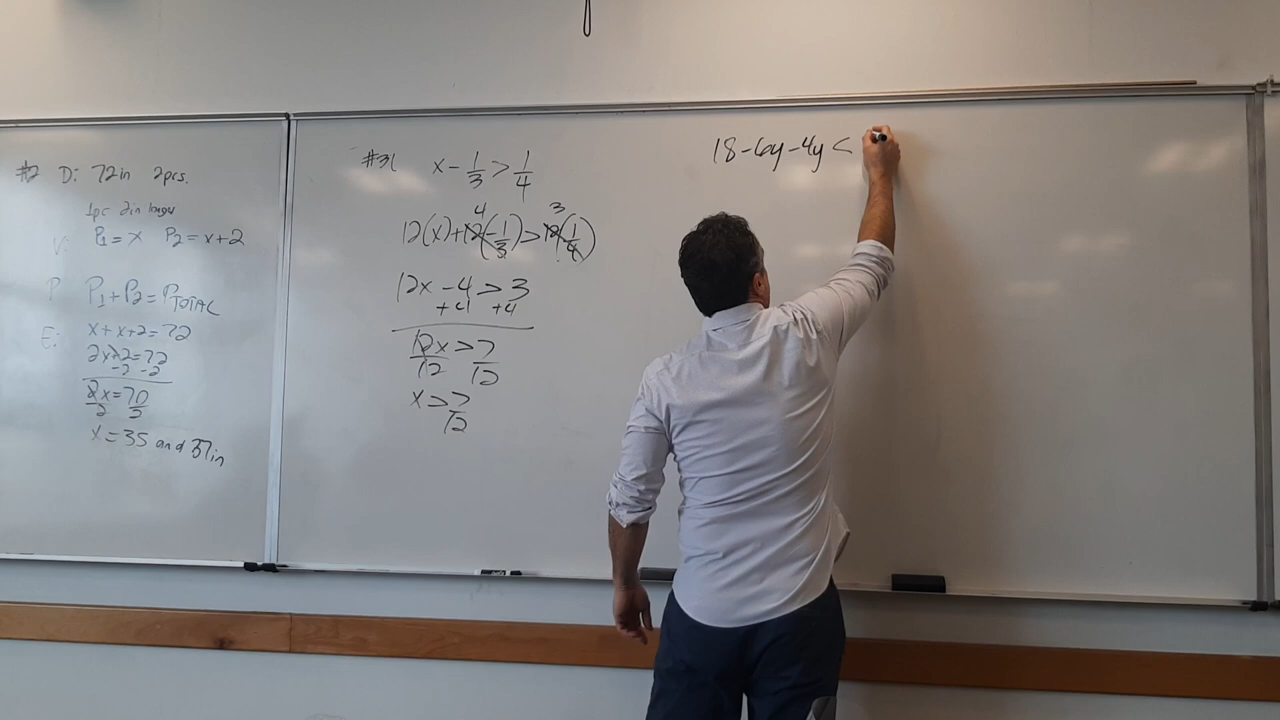 #2 D: 72in 2pcs.
1pc 2in longer
V: P₁=x P₂=x+2
P P₁+P₂=P_TOTAL
E: x+x+2=72
2x+2=72
-2 -2
2x=70
2 2
x=35 and 37in
#31 x-1/3>1/4
4 3
12(x)+12(-1/3)>12(1/4)
12x-4>3
+4 +4
12x>7
12 12
x>7/12
18-6y-4y<